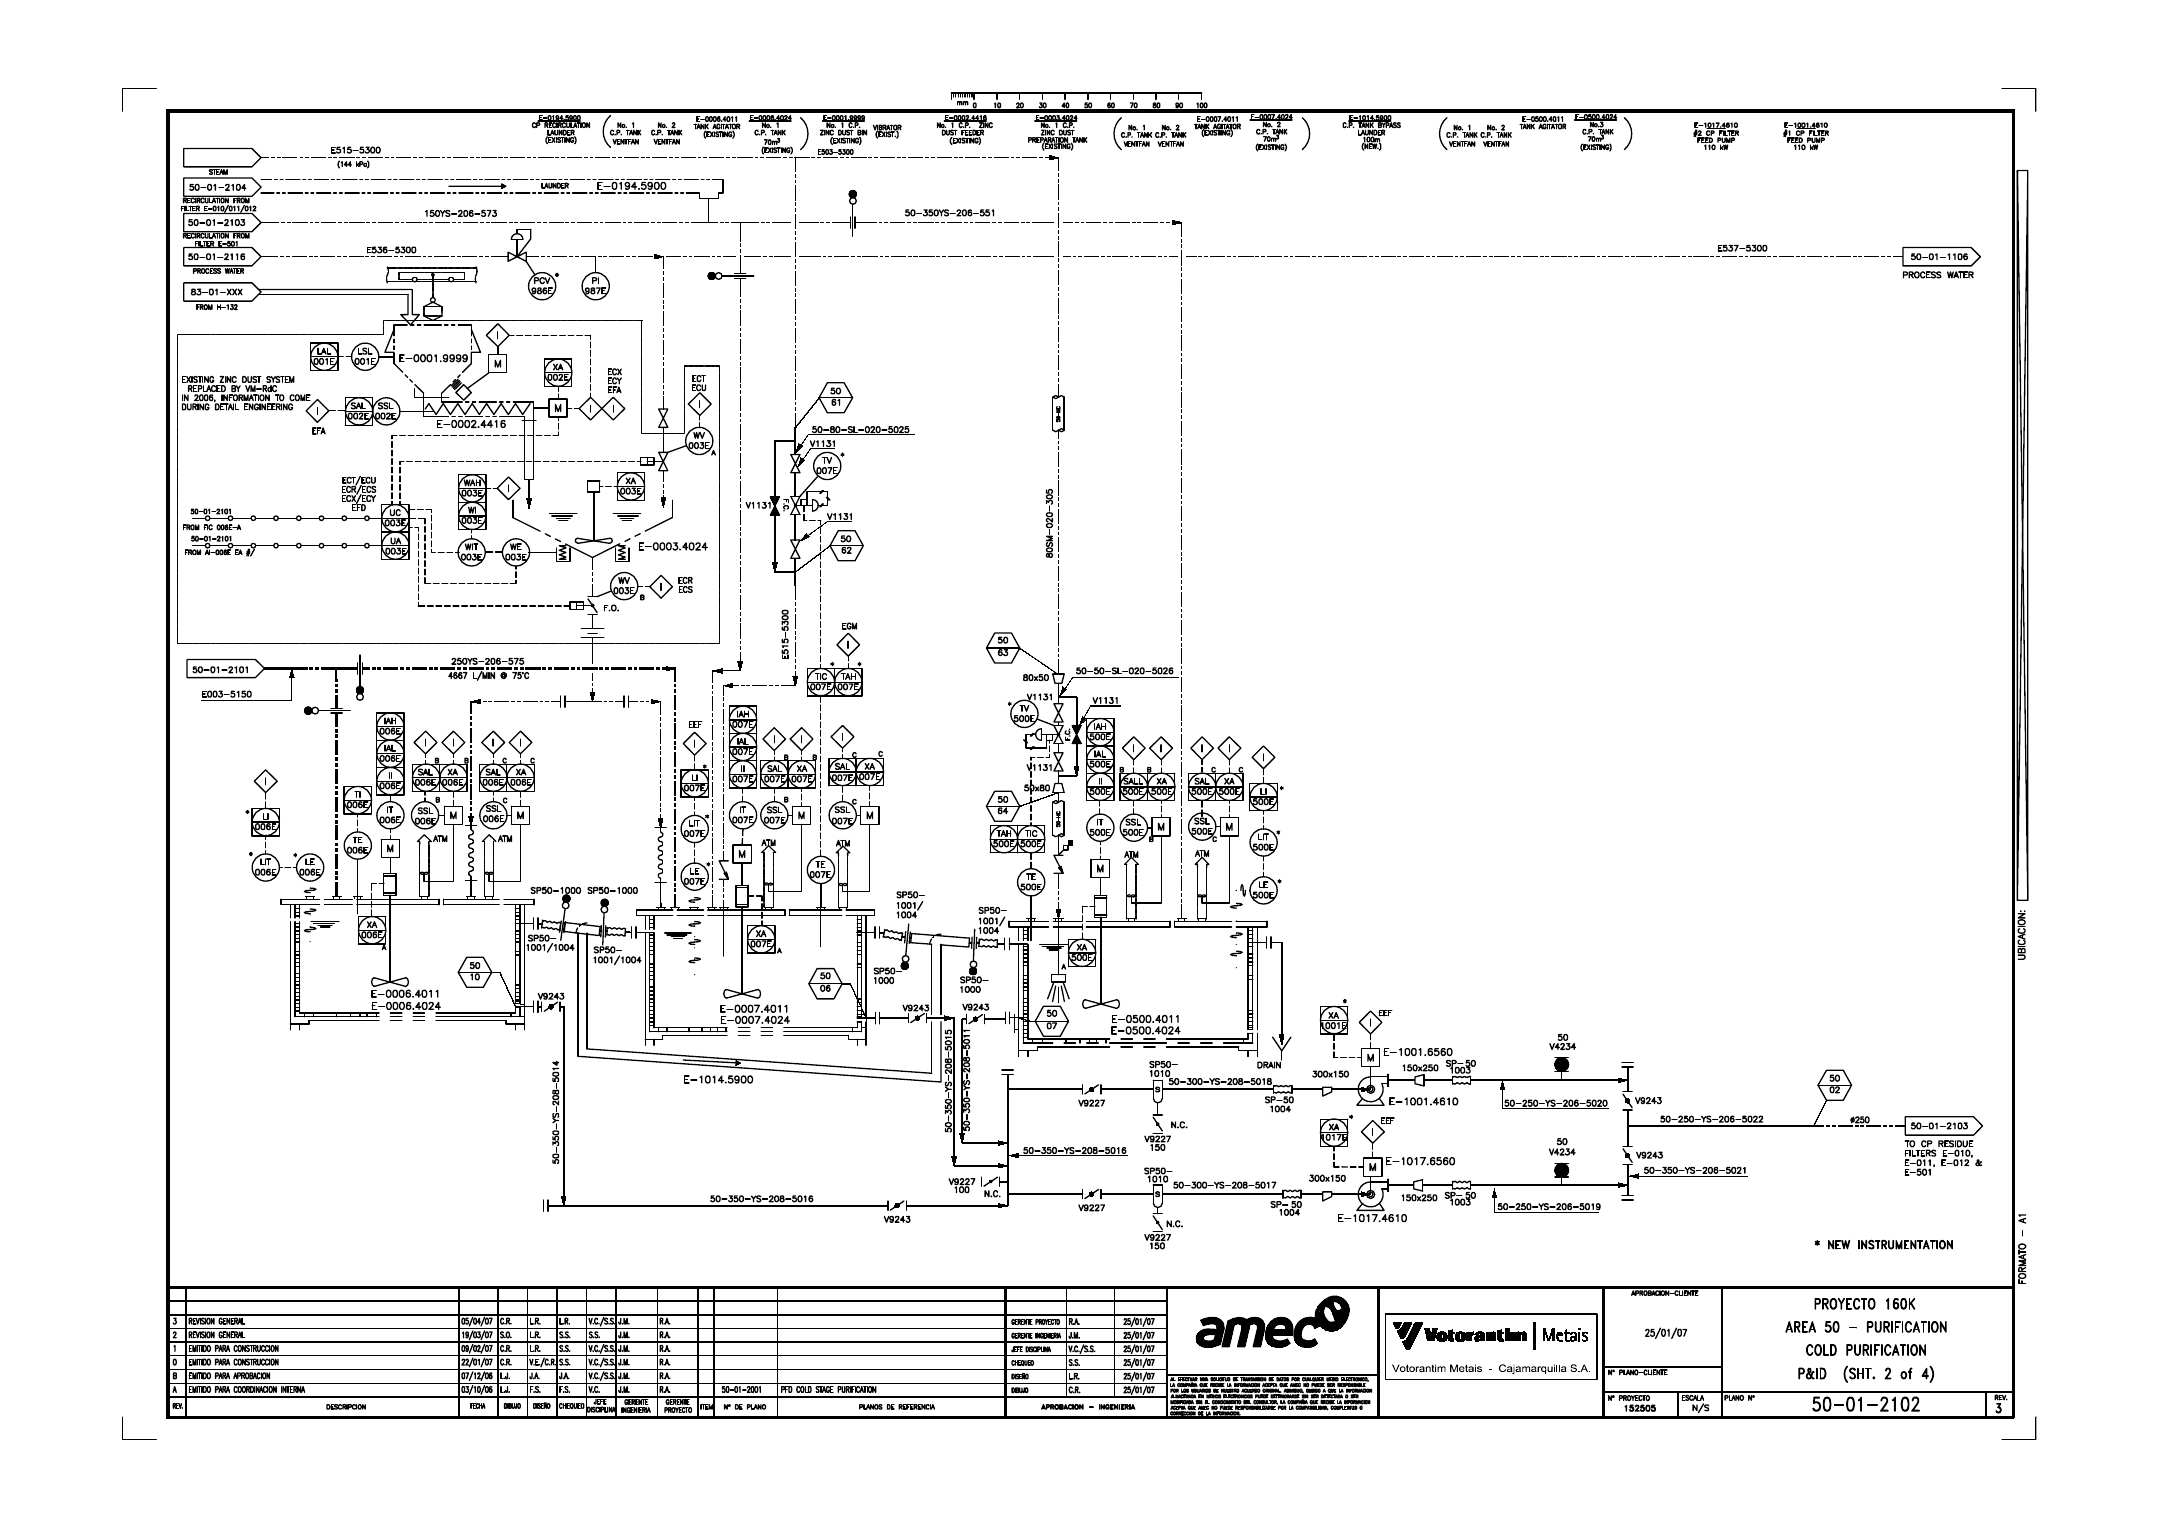 mm 0 10 20 30 40 50 60 70 80 90 100
E-0194.5900
CP RECIRCULATION
LAUNDER
(EXISTING)
No. 1
C.P. TANK
VENTFAN
No. 2
C.P. TANK
VENTFAN
E-0006.4011
TANK AGITATOR
(EXISTING)
E-0006.4024
No. 1
C.P. TANK
70m³
(EXISTING)
E-0001.9999
No. 1 C.P.
ZINC DUST BIN
(EXIST.)
VIBRATOR
(EXIST.)
E-0002.4416
No. 1 C.P. ZINC
DUST FEEDER
(EXISTING)
E-0003.4024
No. 1 C.P.
ZINC DUST
PREPARATION TANK
(EXISTING)
No. 1
C.P. TANK
VENTFAN
No. 2
C.P. TANK
VENTFAN
E-0007.4011
TANK AGITATOR
(EXISTING)
E-0007.4024
No. 2
C.P. TANK
70m³
(EXISTING)
E-1014.5900
C.P. TANK BYPASS
LAUNDER
100m
(NEW.)
No. 1
C.P. TANK
VENTFAN
No. 2
C.P. TANK
VENTFAN
E-0500.4011
TANK AGITATOR
E-0500.4024
No.3
C.P. TANK
70m³
(EXISTING)
E-1017.4610
#2 CP FILTER
FEED PUMP
110 kW
E-1001.4610
#1 CP FILTER
FEED PUMP
110 kW
E515-5300
(144 kPa)
E503-5300
STEAM
50-01-2104
LAUNDER E-0194.5900
RECIRCULATION FROM
FILTER E-010/011/012
50-01-2103
150YS-206-573
50-350YS-206-551
RECIRCULATION FROM
FILTER E-501
50-01-2116
E536-5300
E537-5300
50-01-1106
PROCESS WATER
PROCESS WATER
83-01-XXX
FROM H-132
PCV
986E
*
PI
987E
LAL
001E
LSL
001E
E-0001.9999
M
EXISTING ZINC DUST SYSTEM
REPLACED BY VM-RdC
IN 2006, INFORMATION TO COME
DURING DETAIL ENGINEERING
I
EFA
SAL
002E
SSL
002E
E-0002.4416
XA
002E
M
ECX
ECY
EFA
ECT
ECU
WV
003E
A
ECT/ECU
ECR/ECS
ECX/ECY
EFD
50-01-2101
FROM FIC 006E-A
50-01-2101
UC
003E
UA
003E
WAH
003E
WI
003E
WIT
003E
WE
003E
XA
003E
E-0003.4024
WV
003E
B
ECR
ECS
F.O.
50
61
50-80-SL-020-5025
V1131
TV
007E
*
V1131
F.C.
V1131
50
62
E515-5300
80SM-020-305
EGM
TIC
007E
TAH
007E
50
63
80x50
50-50-SL-020-5026
V1131
V1131
TV
500E
F.C.
V1131
50x80
50
64
50-01-2101
250YS-206-575
4667 L/MIN @ 75°C
E003-5150
IAH
006E
IAL
006E
II
006E
IT
006E
M
LI
006E
LIT
006E
LE
006E
TI
006E
TE
006E
SAL
006E
XA
006E
SSL
006E
M
B
ATM
SAL
006E
XA
006E
SSL
006E
M
C
ATM
XA
006E
A
E-0006.4011
E-0006.4024
50
10
V9243
SP50-1000 SP50-1000
SP50-
1001/1004
SP50-
1001/1004
EEF
LI
007E
LIT
007E
LE
007E
IAH
007E
IAL
007E
II
007E
IT
007E
M
SAL
007E
XA
007E
SSL
007E
M
ATM
TE
007E
SAL
007E
XA
007E
SSL
007E
M
ATM
XA
007E
A
E-0007.4011
E-0007.4024
50
06
SP50-
1001/
1004
SP50-
1001/
1004
SP50-
1000
SP50-
1000
V9243
V9243
TAH
500E
TIC
500E
TE
500E
IAH
500E
IAL
500E
II
500E
IT
500E
M
SALL
500E
XA
500E
SSL
500E
M
ATM
SAL
500E
XA
500E
SSL
500E
M
ATM
LI
500E
LIT
500E
LE
500E
XA
500E
A
E-0500.4011
E-0500.4024
50
07
DRAIN
E-1014.5900
50-350-YS-208-5014
50-350-YS-208-5015
50-350-YS-208-5011
50-350-YS-208-5016
V9227
100
N.C.
50-350-YS-208-5016
V9243
V9227
SP50-
1010
S
50-300-YS-208-5018
V9227
150
N.C.
SP-50
1004
300x150
XA
1001E
EEF
M
E-1001.6560
E-1001.4610
150x250
SP-50
1003
50
V4234
50-250-YS-206-5020
V9227
SP50-
1010
S
50-300-YS-208-5017
V9227
150
N.C.
SP-50
1004
300x150
XA
1017E
EEF
M
E-1017.6560
E-1017.4610
150x250
SP-50
1003
50
V4234
50-250-YS-206-5019
V9243
V9243
50-250-YS-206-5022
50-350-YS-206-5021
50
02
ø250
50-01-2103
TO CP RESIDUE
FILTERS E-010,
E-011, E-012 &
E-501
* NEW INSTRUMENTATION
UBICACION:
FORMATO - A1
3 REVISION GENERAL 05/04/07 C.R. L.R. L.R. V.C./S.S. J.M. R.A.
2 REVISION GENERAL 19/03/07 S.O. L.R. S.S. S.S. J.M. R.A.
1 EMITIDO PARA CONSTRUCCION 09/02/07 C.R. L.R. S.S. V.C./S.S. J.M. R.A.
0 EMITIDO PARA CONSTRUCCION 22/01/07 C.R. V.E./C.R. S.S. V.C./S.S. J.M. R.A.
B EMITIDO PARA APROBACION 07/12/06 I.J. J.A. J.A. V.C./S.S. J.M. R.A.
A EMITIDO PARA COORDINACION INTERNA 03/10/06 I.J. F.S. F.S. V.C. J.M. R.A.
REV. DESCRIPCION FECHA DIBUJO DISEÑO CHEQUEO JEFE DISCIPLINA GERENTE INGENIERIA GERENTE PROYECTO
50-01-2001 PFD COLD STAGE PURIFICATION
ITEM N° DE PLANO PLANOS DE REFERENCIA
GERENTE PROYECTO R.A. 25/01/07
GERENTE INGENIERIA J.M. 25/01/07
JEFE DISCIPLINA V.C./S.S. 25/01/07
CHEQUEO S.S. 25/01/07
DISEÑO L.R. 25/01/07
DIBUJO C.R. 25/01/07
APROBACION - INGENIERIA
amec
Votorantim | Metais
Votorantim Metais - Cajamarquilla S.A.
APROBACION-CLIENTE
25/01/07
N° PLANO-CLIENTE
N° PROYECTO
152505
ESCALA
N/S
PROYECTO 160K
AREA 50 - PURIFICATION
COLD PURIFICATION
P&ID (SHT. 2 of 4)
PLANO N°
50-01-2102
REV.
3